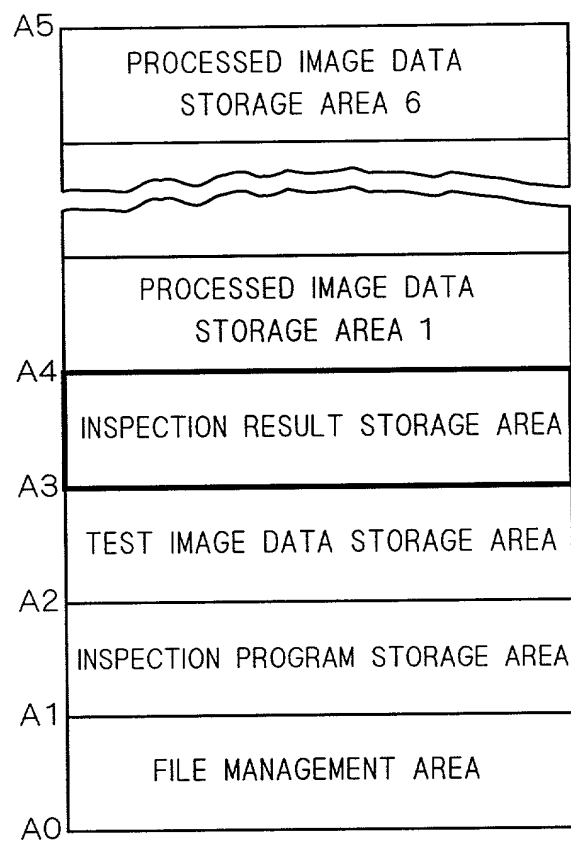 A5
PROCESSED IMAGE DATA
STORAGE AREA 6
PROCESSED IMAGE DATA
STORAGE AREA 1
A4
INSPECTION RESULT STORAGE AREA
A3
TEST IMAGE DATA STORAGE AREA
A2
INSPECTION PROGRAM STORAGE AREA
A1
FILE MANAGEMENT AREA
A0